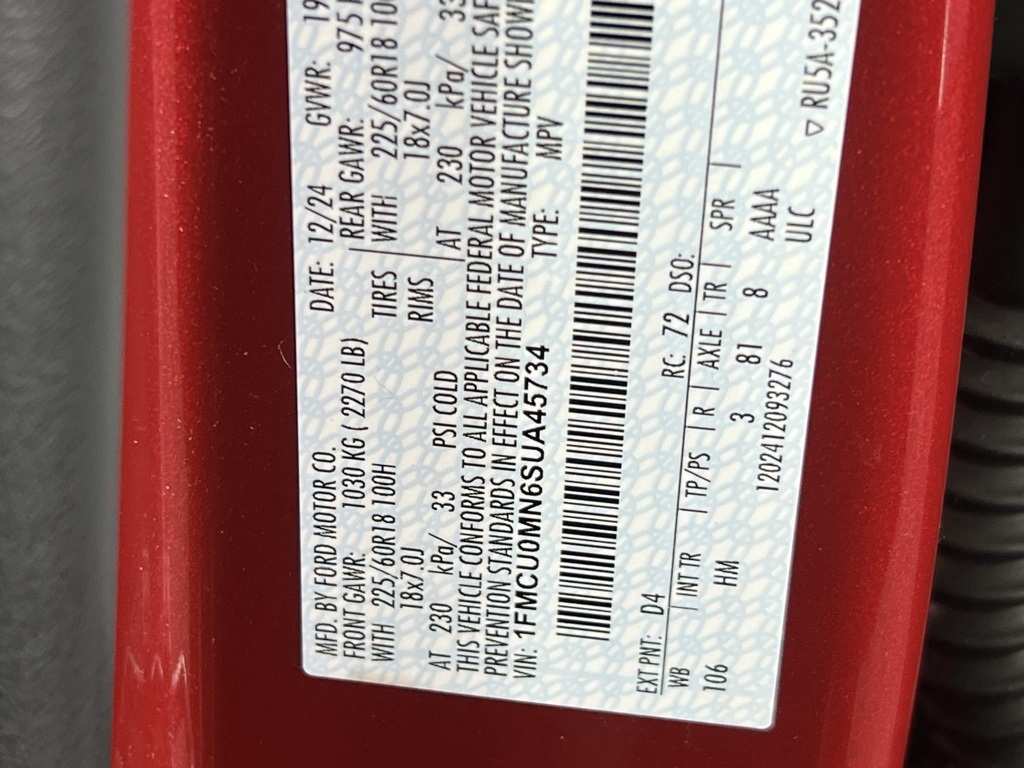 MFD. BY FORD MOTOR CO. DATE: 12/24 GVWR: 19
FRONT GAWR: 1030 KG ( 2270 LB) REAR GAWR: 975
WITH 225/60R18 100H TIRES WITH 225/60R18 10
18x7.0J RIMS 18x7.0J
AT 230 kPa/ 33 PSI COLD AT 230 kPa/ 33
THIS VEHICLE CONFORMS TO ALL APPLICABLE FEDERAL MOTOR VEHICLE SAF
PREVENTION STANDARDS IN EFFECT ON THE DATE OF MANUFACTURE SHOWN
VIN: 1FMCU0MN6SUA45734 TYPE: MPV
EXT PNT: D4 RC: 72 DSO:
WB | INT TR | TP/PS | R | AXLE | TR | SPR |
106 HM 3 81 8 AAAA
1202412093276 ULC ▽ RU5A-352